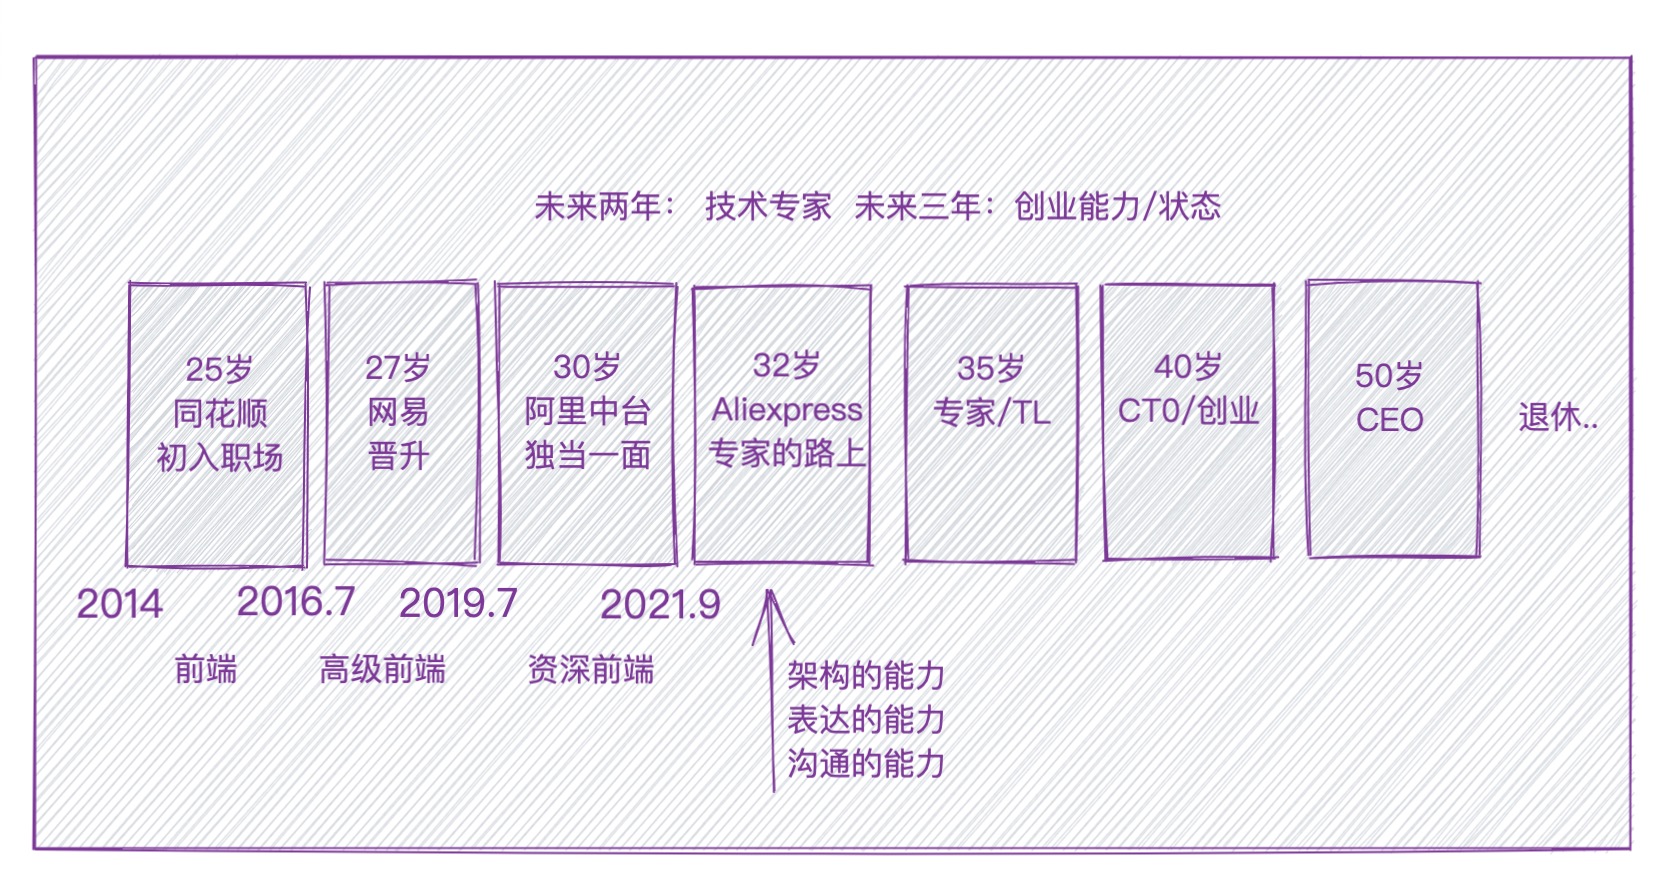 未来两年： 技术专家 未来三年：创业能力/状态
25岁
同花顺
初入职场
27岁
网易
晋升
30岁
阿里中台
独当一面
32岁
Aliexpress
专家的路上
35岁
专家/TL
40岁
CT0/创业
50岁
CEO
退休..
2014
2016.7
2019.7
2021.9
前端
高级前端
资深前端
架构的能力
表达的能力
沟通的能力